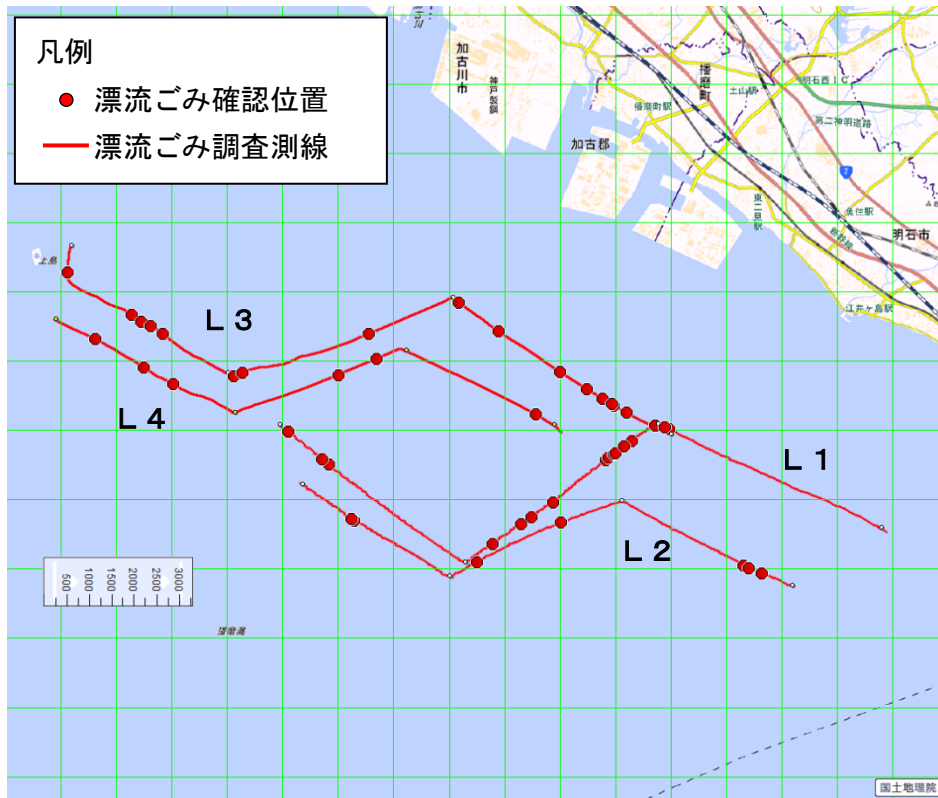 凡例
漂流ごみ確認位置
漂流ごみ調査測線
加古川市
神戸製鋼
加古郡
播磨町
播磨町駅
土山駅
明石西IC
第二神明道路
2
魚住駅
東二見駅
新幹線
明石市
江井ヶ島駅
上島
L3
L4
L1
L2
500
1000
1500
2000
2500
3000
播磨灘
国土地理院